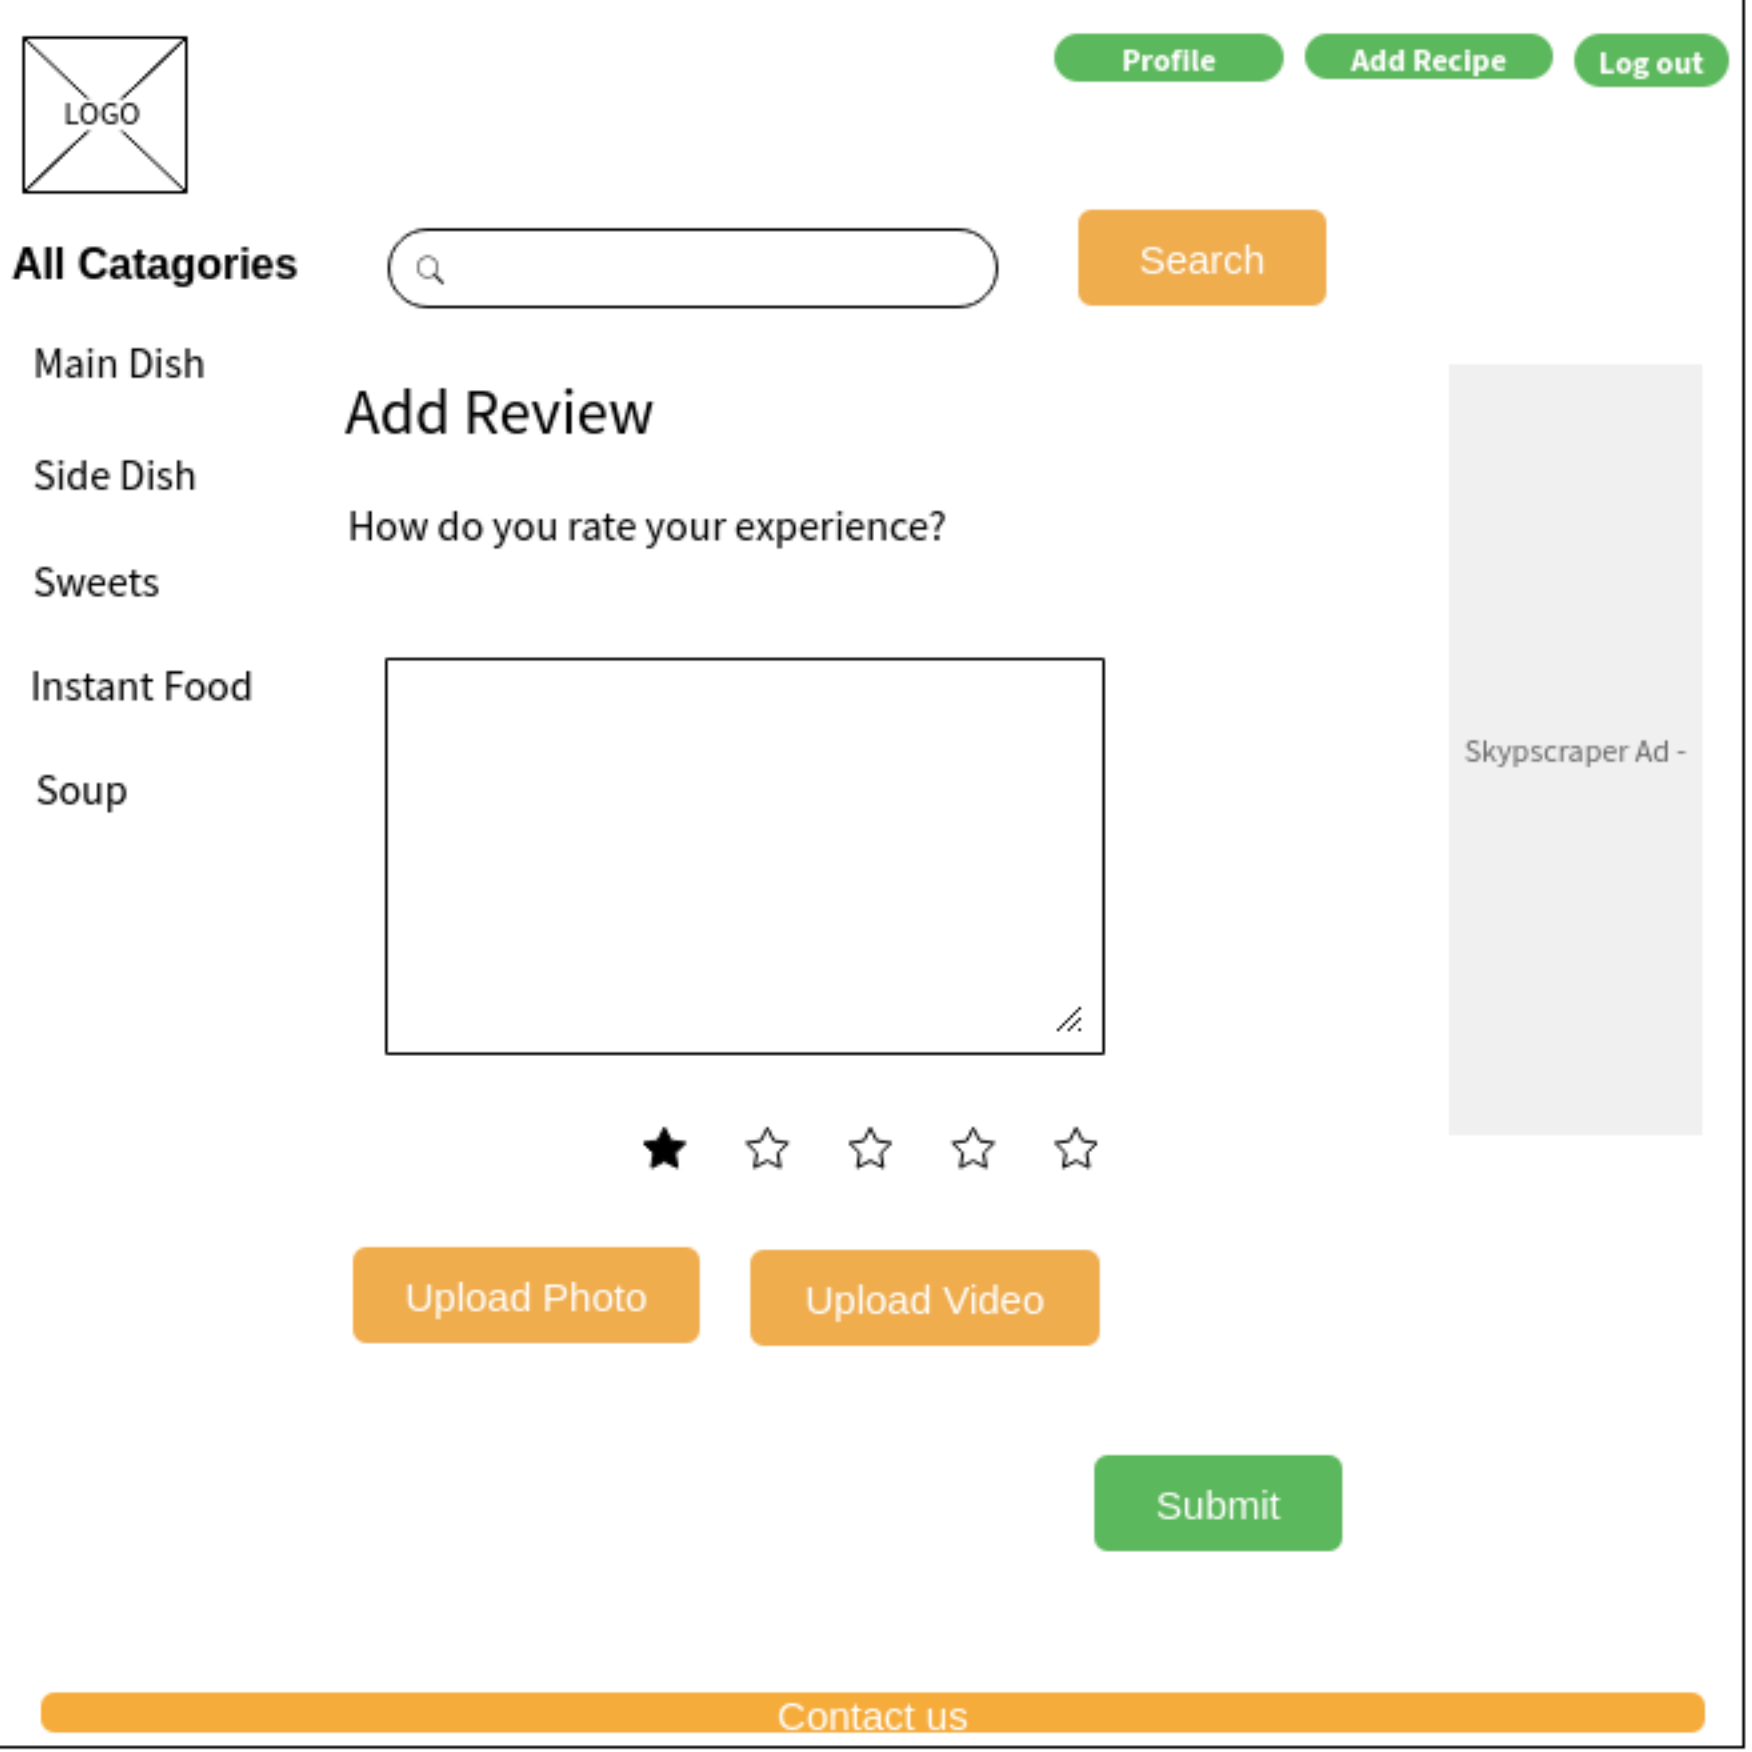 LOGO
Profile
Add Recipe
Log out
All Catagories
Search
Main Dish
Side Dish
Sweets
Instant Food
Soup
Add Review
How do you rate your experience?
Skypscraper Ad -
Upload Photo
Upload Video
Submit
Contact us